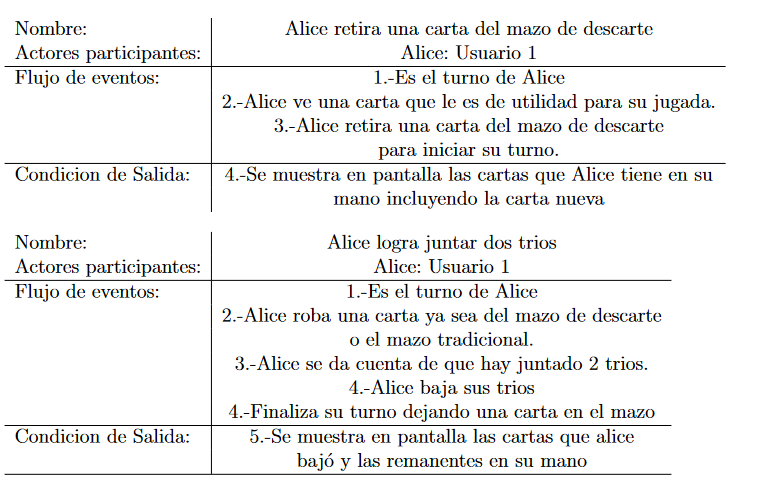 Nombre: Alice retira una carta del mazo de descarte
Actores participantes: Alice: Usuario 1
Flujo de eventos: 1.-Es el turno de Alice
2.-Alice ve una carta que le es de utilidad para su jugada.
3.-Alice retira una carta del mazo de descarte
para iniciar su turno.
Condicion de Salida: 4.-Se muestra en pantalla las cartas que Alice tiene en su
mano incluyendo la carta nueva
Nombre: Alice logra juntar dos trios
Actores participantes: Alice: Usuario 1
Flujo de eventos: 1.-Es el turno de Alice
2.-Alice roba una carta ya sea del mazo de descarte
o el mazo tradicional.
3.-Alice se da cuenta de que hay juntado 2 trios.
4.-Alice baja sus trios
4.-Finaliza su turno dejando una carta en el mazo
Condicion de Salida: 5.-Se muestra en pantalla las cartas que alice
bajó y las remanentes en su mano